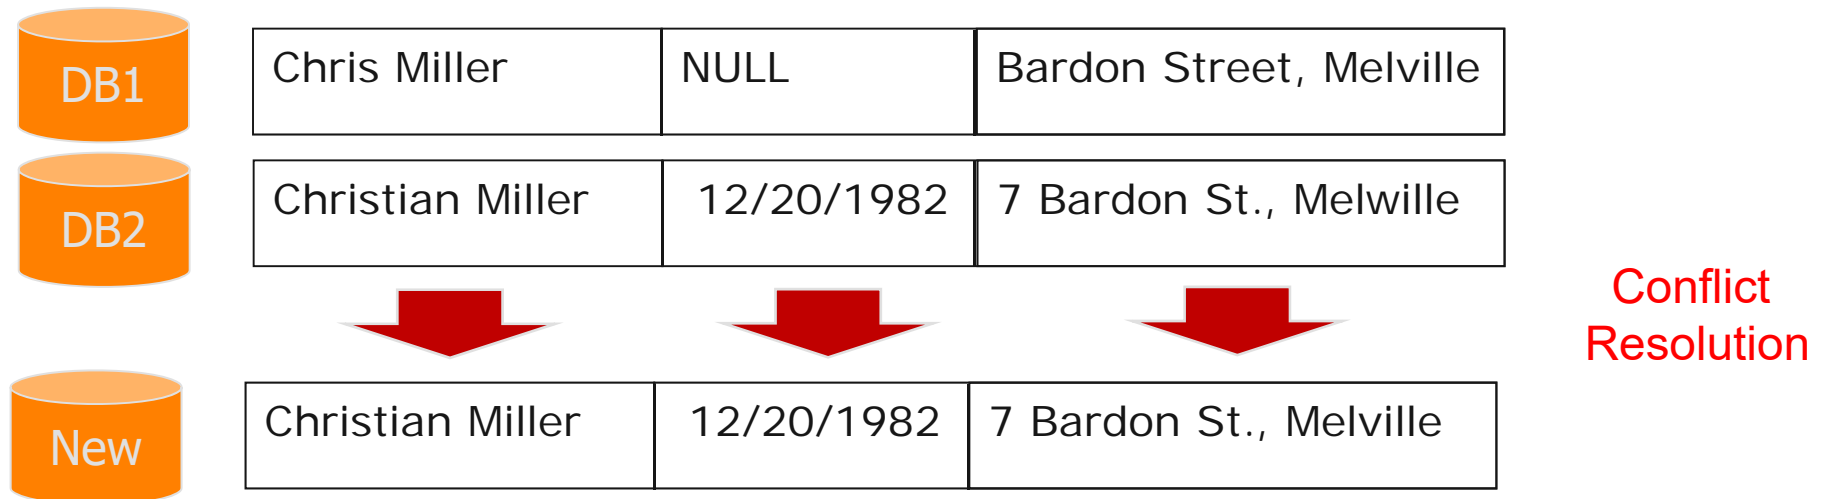 DB1 Chris Miller NULL Bardon Street, Melville
DB2 Christian Miller 12/20/1982 7 Bardon St., Melwille
Conflict
Resolution
New Christian Miller 12/20/1982 7 Bardon St., Melville